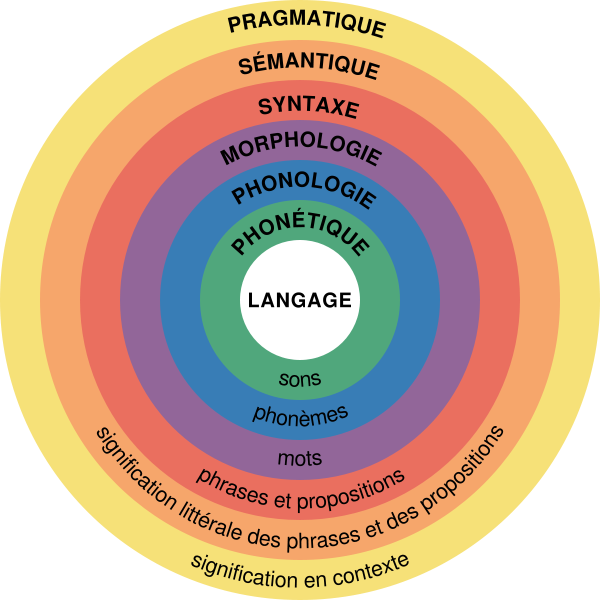 PRAGMATIQUE
SÉMANTIQUE
SYNTAXE
MORPHOLOGIE
PHONOLOGIE
PHONÉTIQUE
LANGAGE
sons
phonèmes
mots
phrases et propositions
signification littérale des phrases et des propositions
signification en contexte